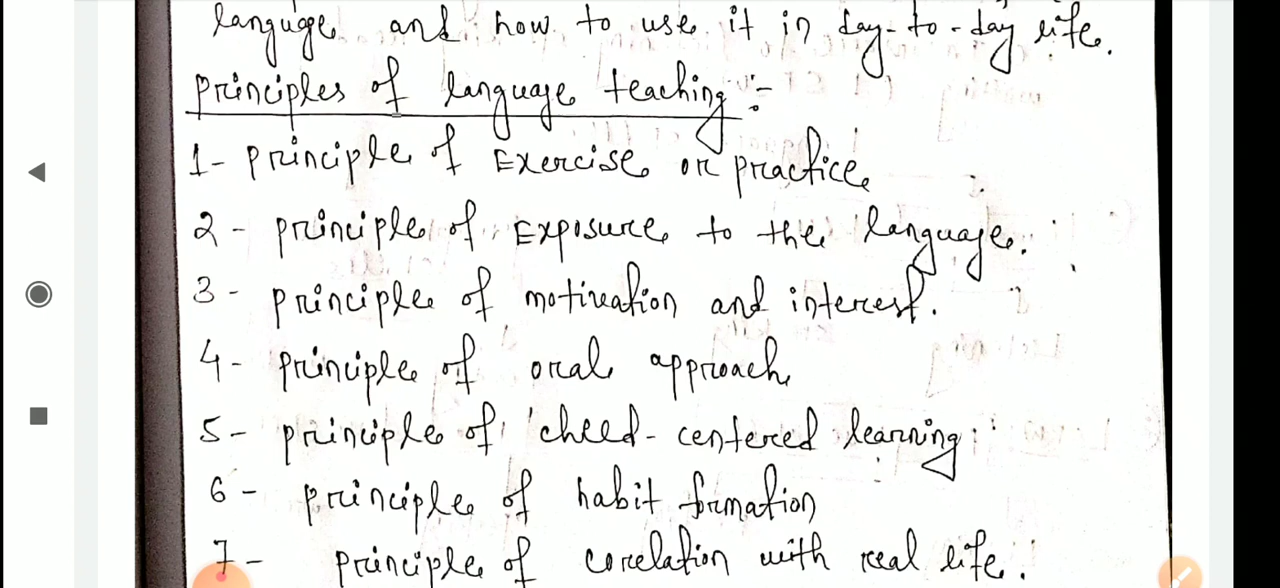 language and how to use it in day-to-day life.
Principles of language teaching :-
1- Principle of Exercise or practice
2- principle of Exposure to the language.
3- principle of motivation and interest.
4- principle of oral approach
5- principle of cheed-centered learning
6- principle of habit formation
7- principle of corelation with real life.